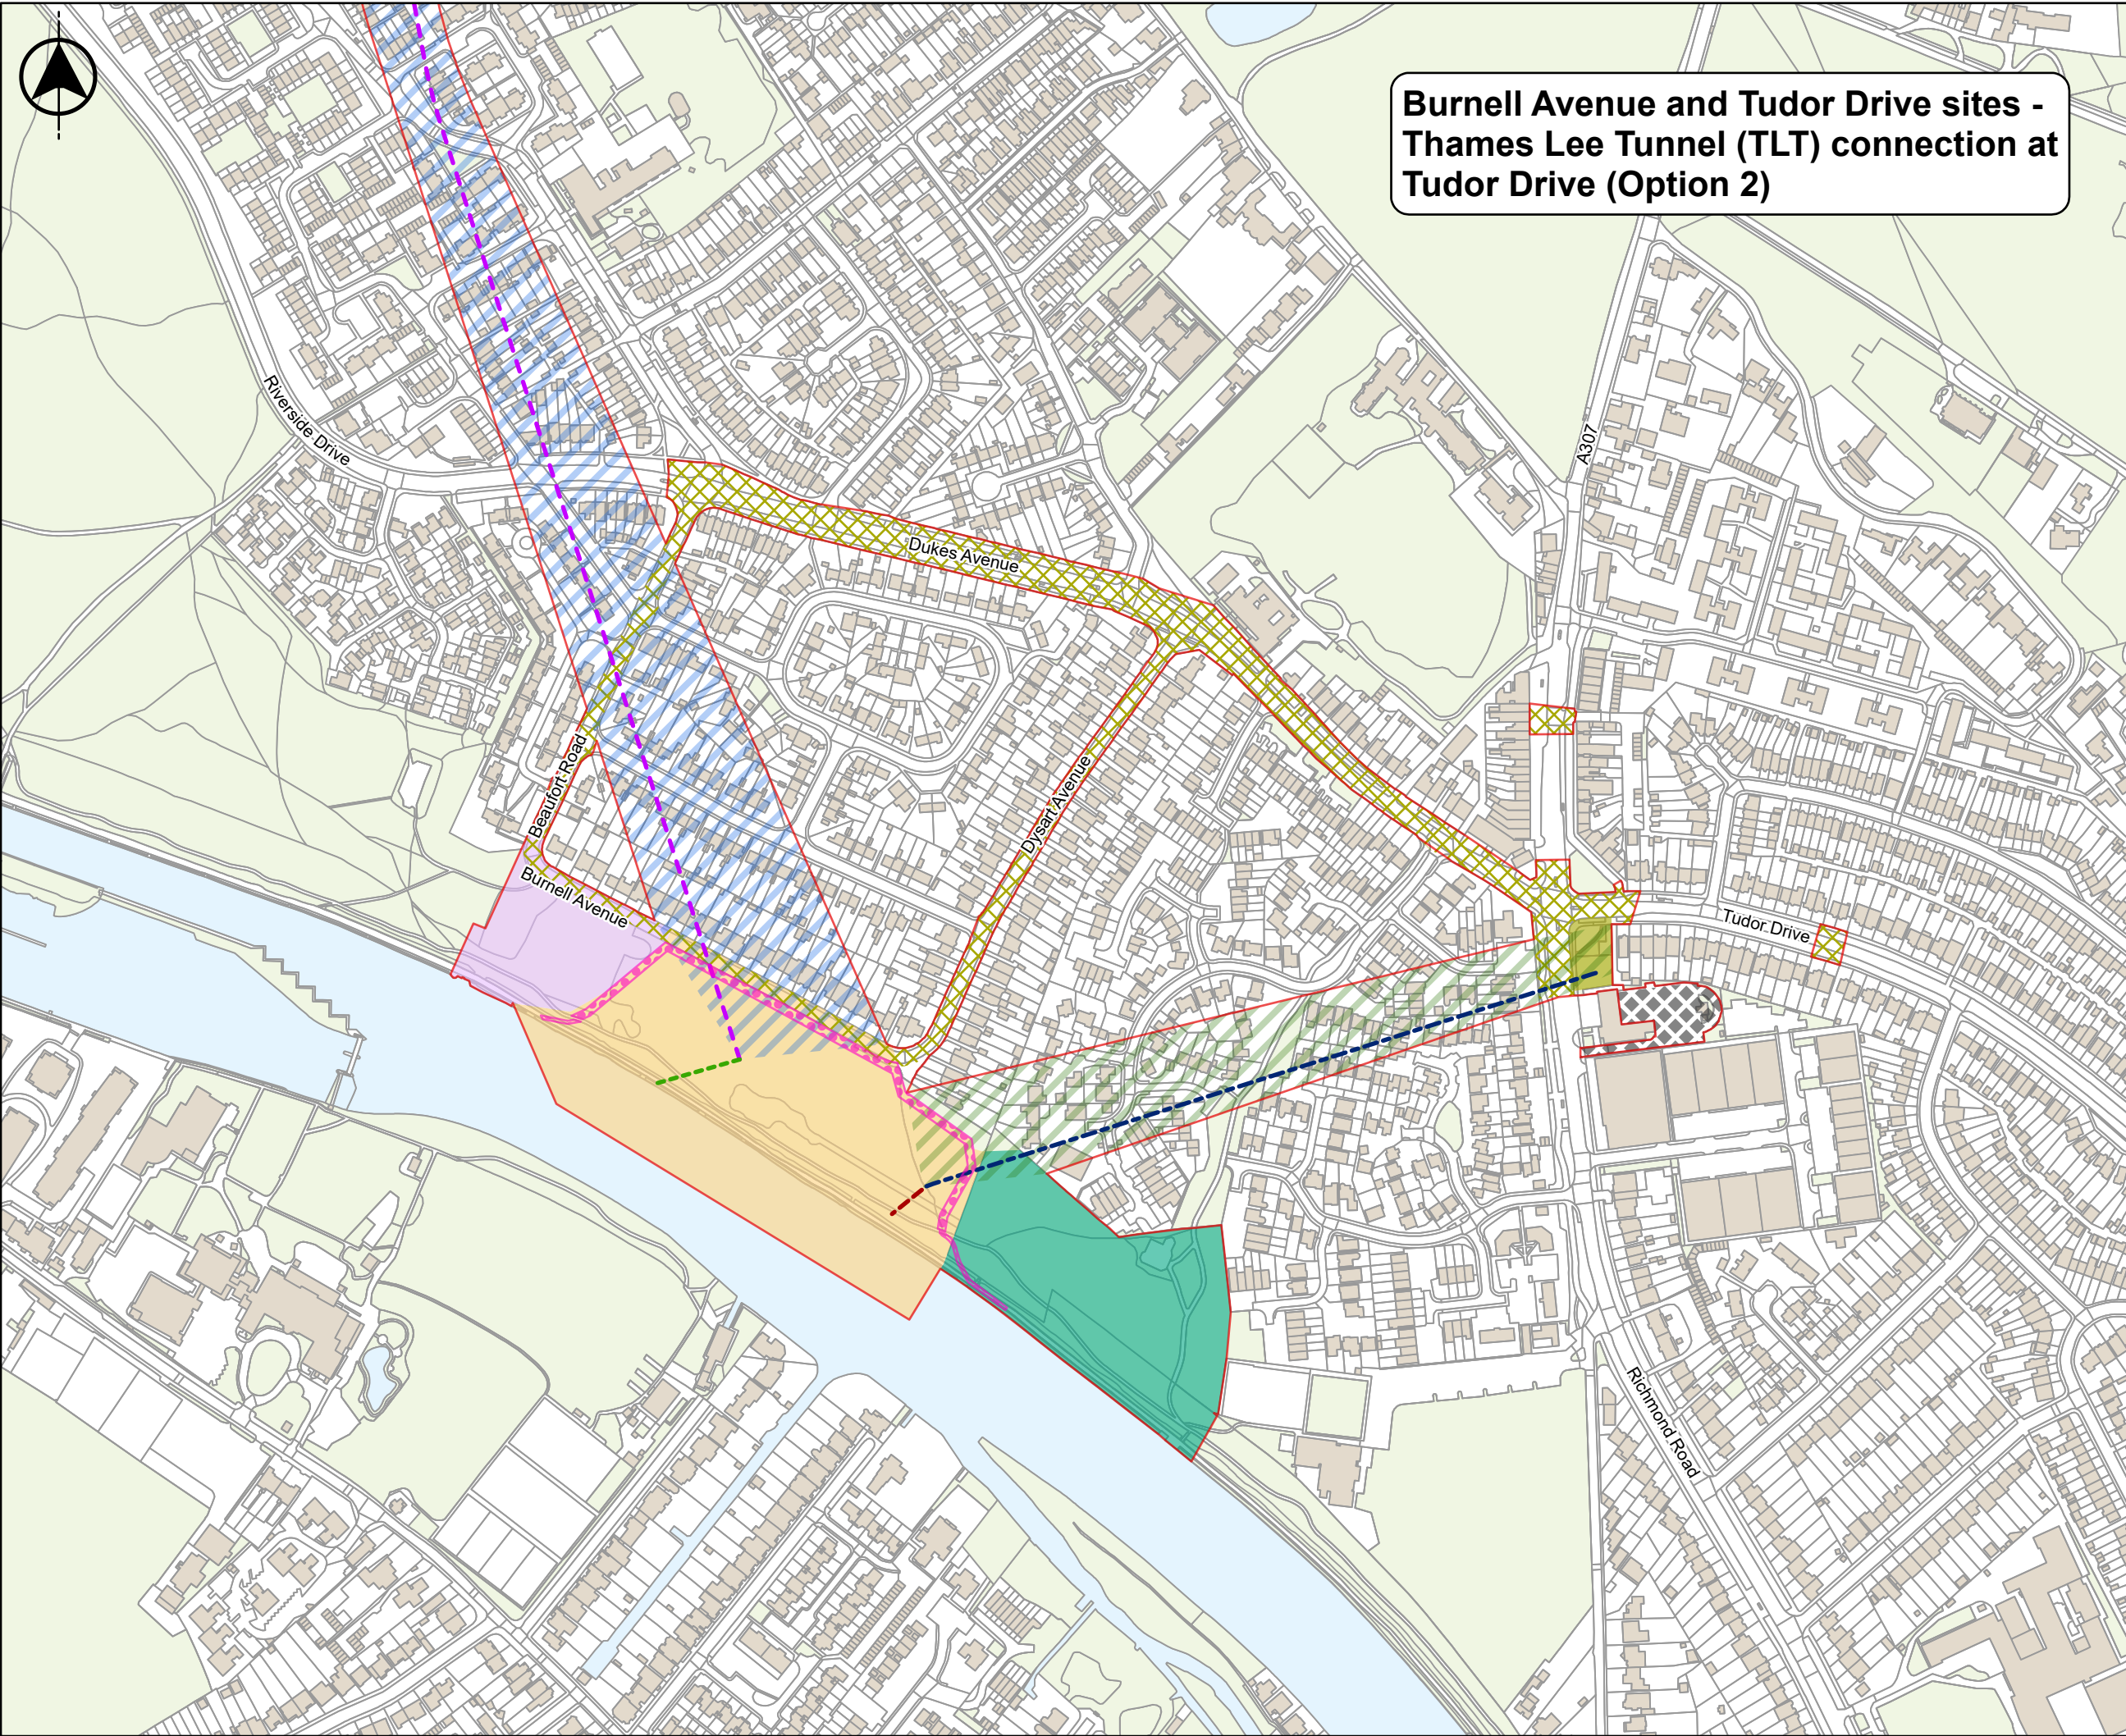 Burnell Avenue and Tudor Drive sites -
Thames Lee Tunnel (TLT) connection at
Tudor Drive (Option 2)
Riverside Drive
A307
Dukes Avenue
Beaufort Road
Dysart Avenue
Burnell Avenue
Tudor Drive
Richmond Road